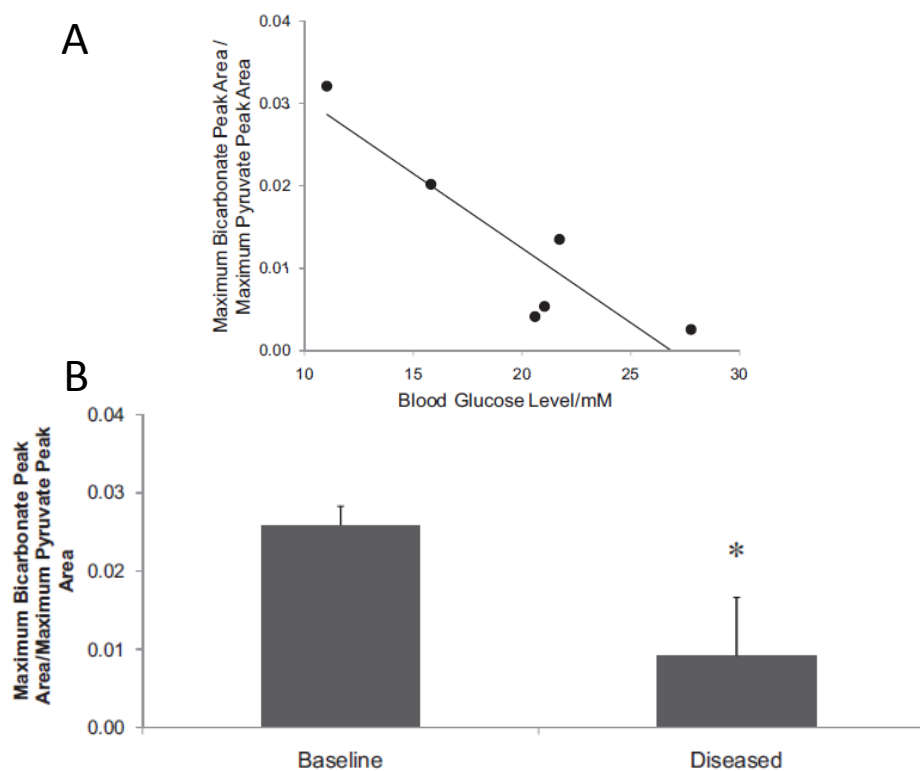 A
Maximum Bicarbonate Peak Area /
Maximum Pyruvate Peak Area
0.04
0.03
0.02
0.01
0.00
10 15 20 25 30
Blood Glucose Level/mM
B
Maximum Bicarbonate Peak
Area/Maximum Pyruvate Peak
Area
0.04
0.03
0.02
0.01
0.00
*
Baseline Diseased